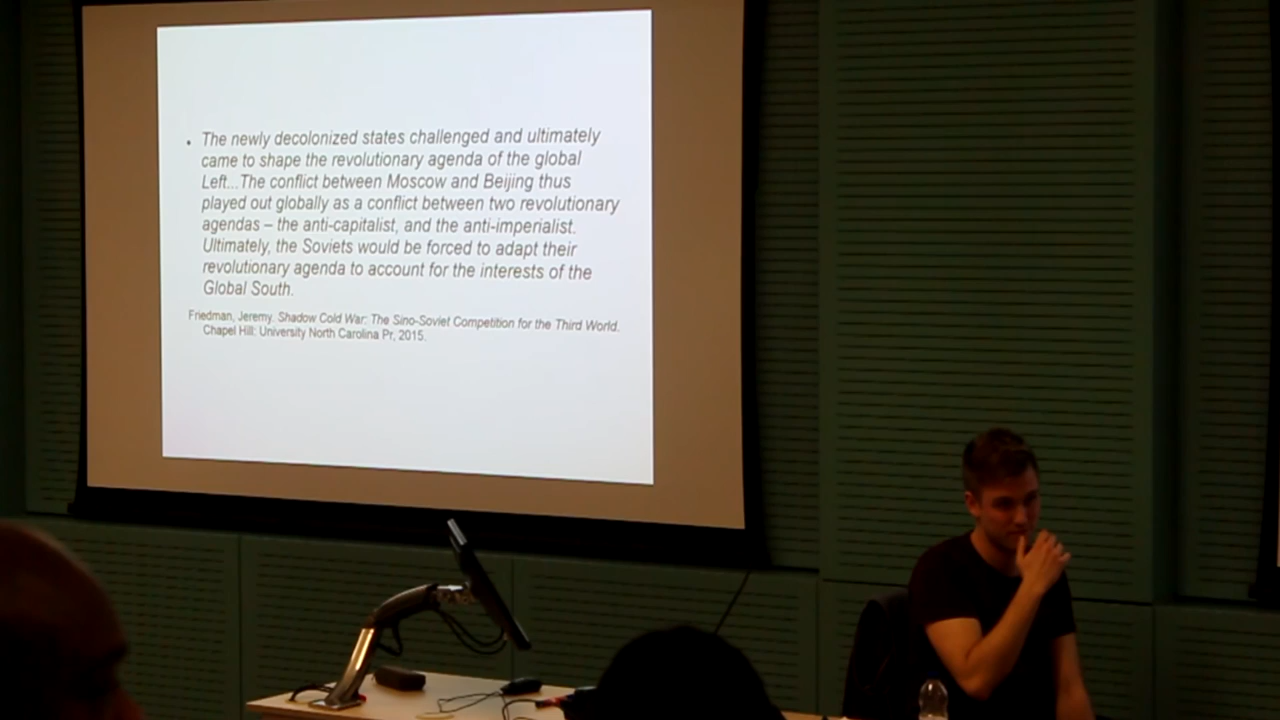 • The newly decolonized states challenged and ultimately
came to shape the revolutionary agenda of the global
Left...The conflict between Moscow and Beijing thus
played out globally as a conflict between two revolutionary
agendas – the anti-capitalist, and the anti-imperialist.
Ultimately, the Soviets would be forced to adapt their
revolutionary agenda to account for the interests of the
Global South.
Friedman, Jeremy. Shadow Cold War: The Sino-Soviet Competition for the Third World.
Chapel Hill: University North Carolina Pr, 2015.